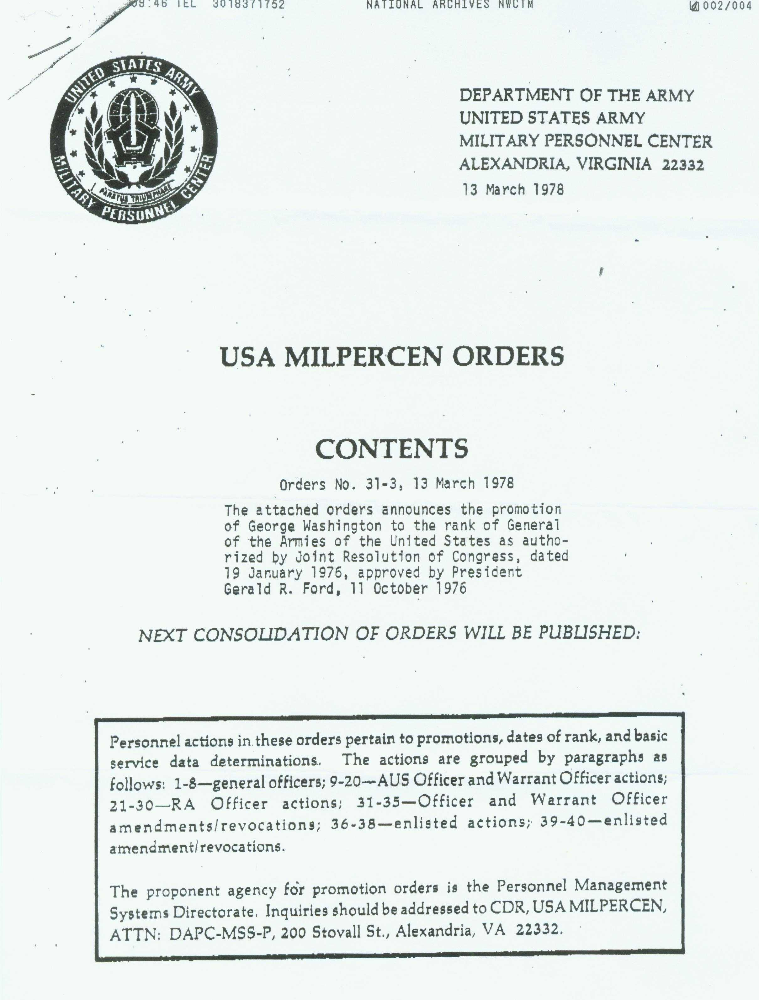 09:46 TEL 3018371752 NATIONAL ARCHIVES NWCTM 002/004
UNITED STATES ARMY
MILITARY PERSONNEL CENTER
PARATUS TRIUMPHARE
DEPARTMENT OF THE ARMY
UNITED STATES ARMY
MILITARY PERSONNEL CENTER
ALEXANDRIA, VIRGINIA 22332
13 March 1978
USA MILPERCEN ORDERS
CONTENTS
Orders No. 31-3, 13 March 1978
The attached orders announces the promotion
of George Washington to the rank of General
of the Armies of the United States as autho-
rized by Joint Resolution of Congress, dated
19 January 1976, approved by President
Gerald R. Ford, 11 October 1976
NEXT CONSOLIDATION OF ORDERS WILL BE PUBLISHED:
Personnel actions in these orders pertain to promotions, dates of rank, and basic
service data determinations. The actions are grouped by paragraphs as
follows: 1-8—general officers; 9-20—AUS Officer and Warrant Officer actions;
21-30—RA Officer actions; 31-35—Officer and Warrant Officer
amendments/revocations; 36-38—enlisted actions; 39-40—enlisted
amendment/revocations.
The proponent agency for promotion orders is the Personnel Management
Systems Directorate. Inquiries should be addressed to CDR, USA MILPERCEN,
ATTN: DAPC-MSS-P, 200 Stovall St., Alexandria, VA 22332.